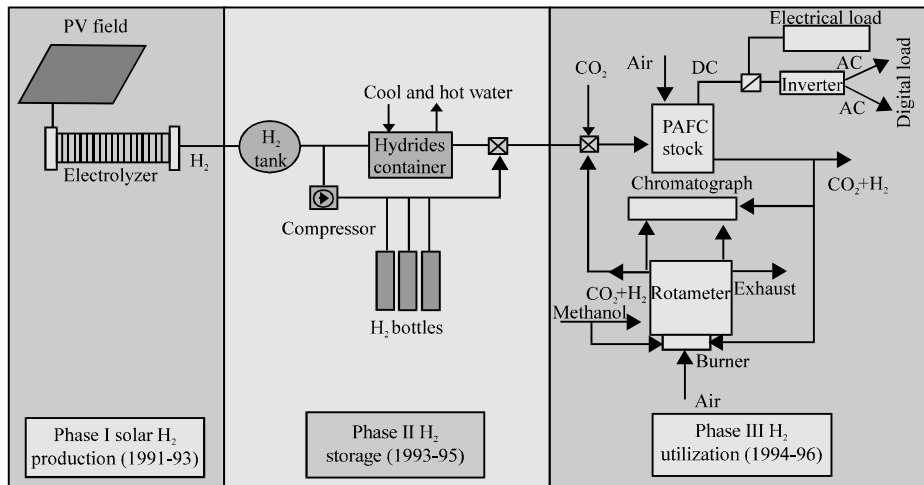 PV field
Electrolyzer
H₂
Phase I solar H₂
production (1991-93)
H₂
tank
Cool and hot water
Hydrides
container
Compressor
H₂ bottles
Phase II H₂
storage (1993-95)
CO₂
Air
DC
Electrical load
Inverter
AC
AC
Digital load
PAFC
stock
CO₂+H₂
Chromatograph
CO₂+H₂
Rotameter
Exhaust
Methanol
Burner
Air
Phase III H₂
utilization (1994-96)